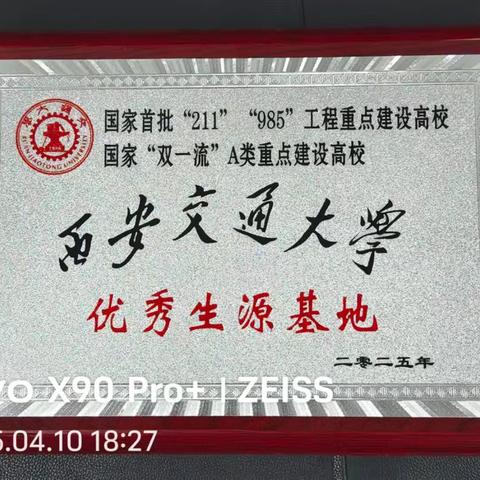 国家首批“211”“985”工程重点建设高校
国家“双一流”A类重点建设高校
西安交通大学
优秀生源基地
二零二五年
vo X90 Pro+ | ZEISS
5.04.10 18:27